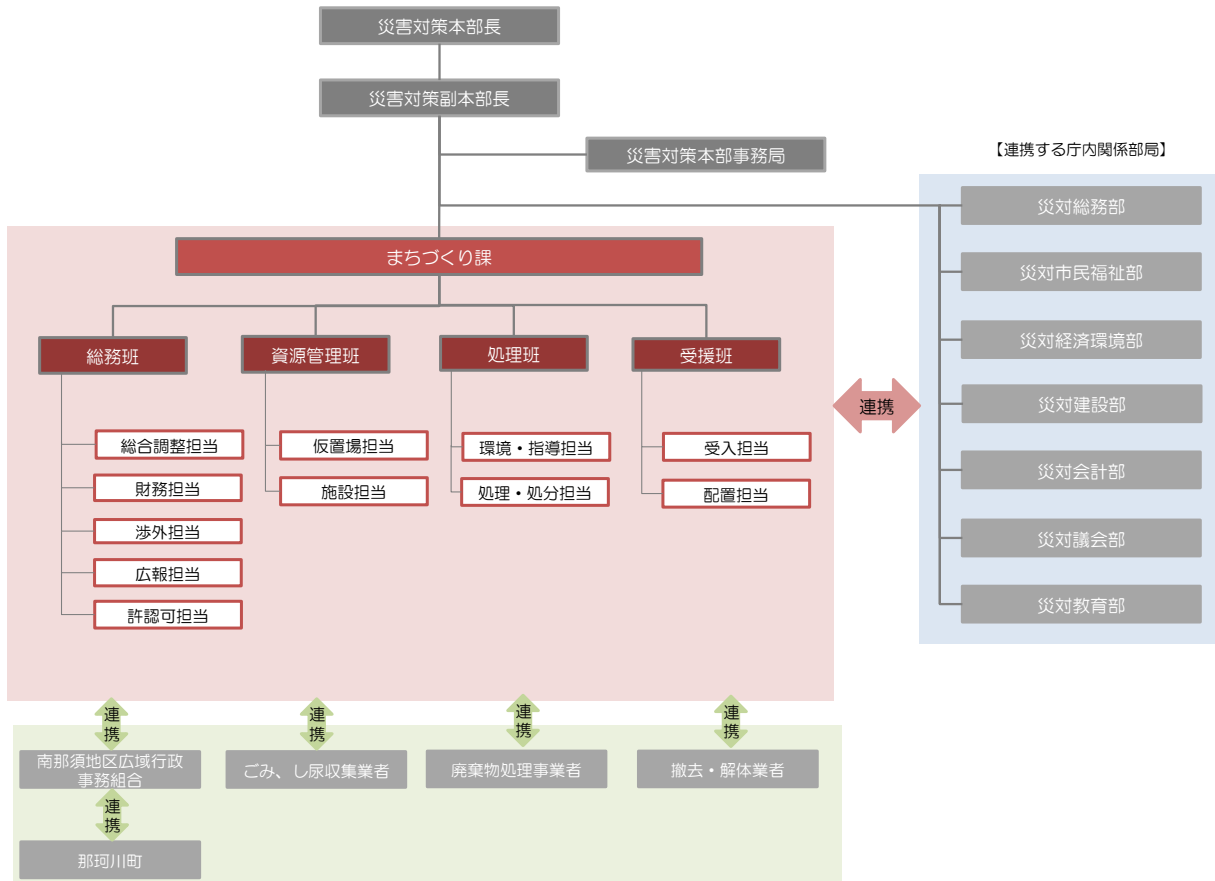 災害対策本部長
災害対策副本部長
災害対策本部事務局
【連携する庁内関係部局】
災対総務部
災対市民福祉部
災対経済環境部
災対建設部
災対会計部
災対議会部
災対教育部
まちづくり課
総務班
資源管理班
処理班
受援班
総合調整担当
財務担当
渉外担当
広報担当
許認可担当
仮置場担当
施設担当
環境・指導担当
処理・処分担当
受入担当
配置担当
連携
連
携
連
携
連
携
連
携
南那須地区広域行政
事務組合
ごみ、し尿収集業者
廃棄物処理事業者
撤去・解体業者
連
携
那珂川町